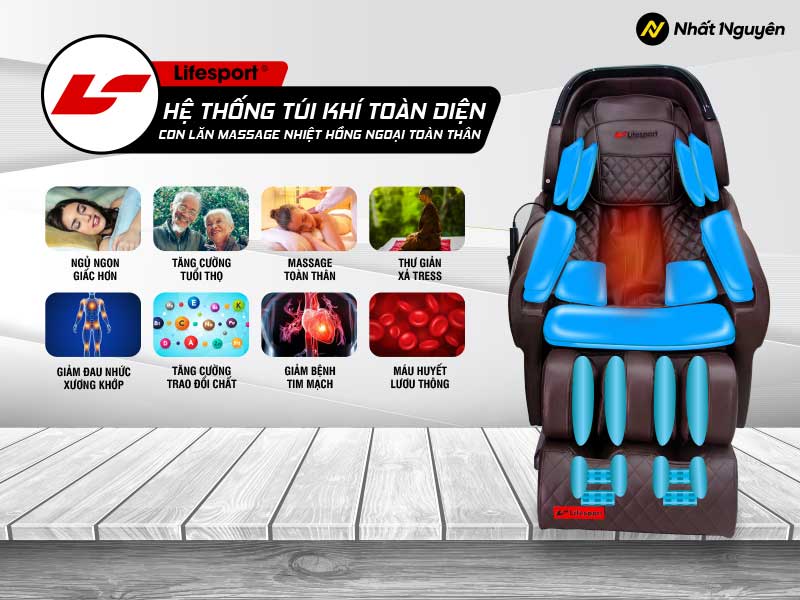 Nhất Nguyên
Lifesport®
HỆ THỐNG TÚI KHÍ TOÀN DIỆN
CON LĂN MASSAGE NHIỆT HỒNG NGOẠI TOÀN THÂN
Lifesport
NGỦ NGON
GIẤC HƠN
TĂNG CƯỜNG
TUỔI THỌ
MASSAGE
TOÀN THÂN
THƯ GIẢN
XẢ TRESS
GIẢM ĐAU NHỨC
XƯƠNG KHỚP
TĂNG CƯỜNG
TRAO ĐỔI CHẤT
GIẢM BỆNH
TIM MẠCH
MÁU HUYẾT
LƯƠU THÔNG
Lifesport